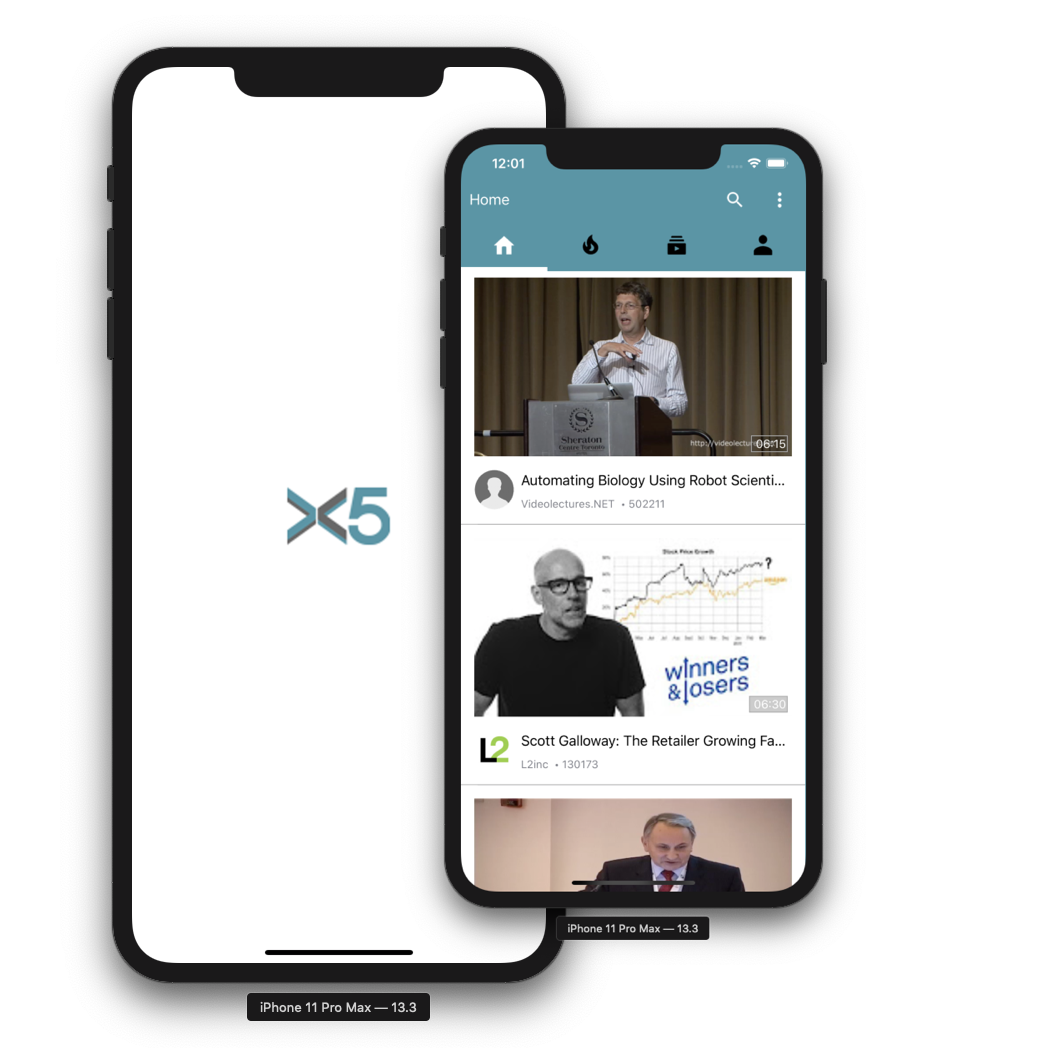 X5
iPhone 11 Pro Max — 13.3
12:01
Home
Sheraton
Centre Toronto
06:15
Automating Biology Using Robot Scienti...
Videolectures.NET • 502211
Stock Price Growth
?
amazon
winners
& losers
06:30
L2
Scott Galloway: The Retailer Growing Fa...
L2inc • 130173
iPhone 11 Pro Max — 13.3